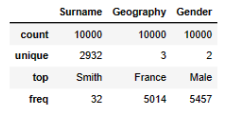 Surname Geography Gender
count 10000 10000 10000
unique 2932 3 2
top Smith France Male
freq 32 5014 5457